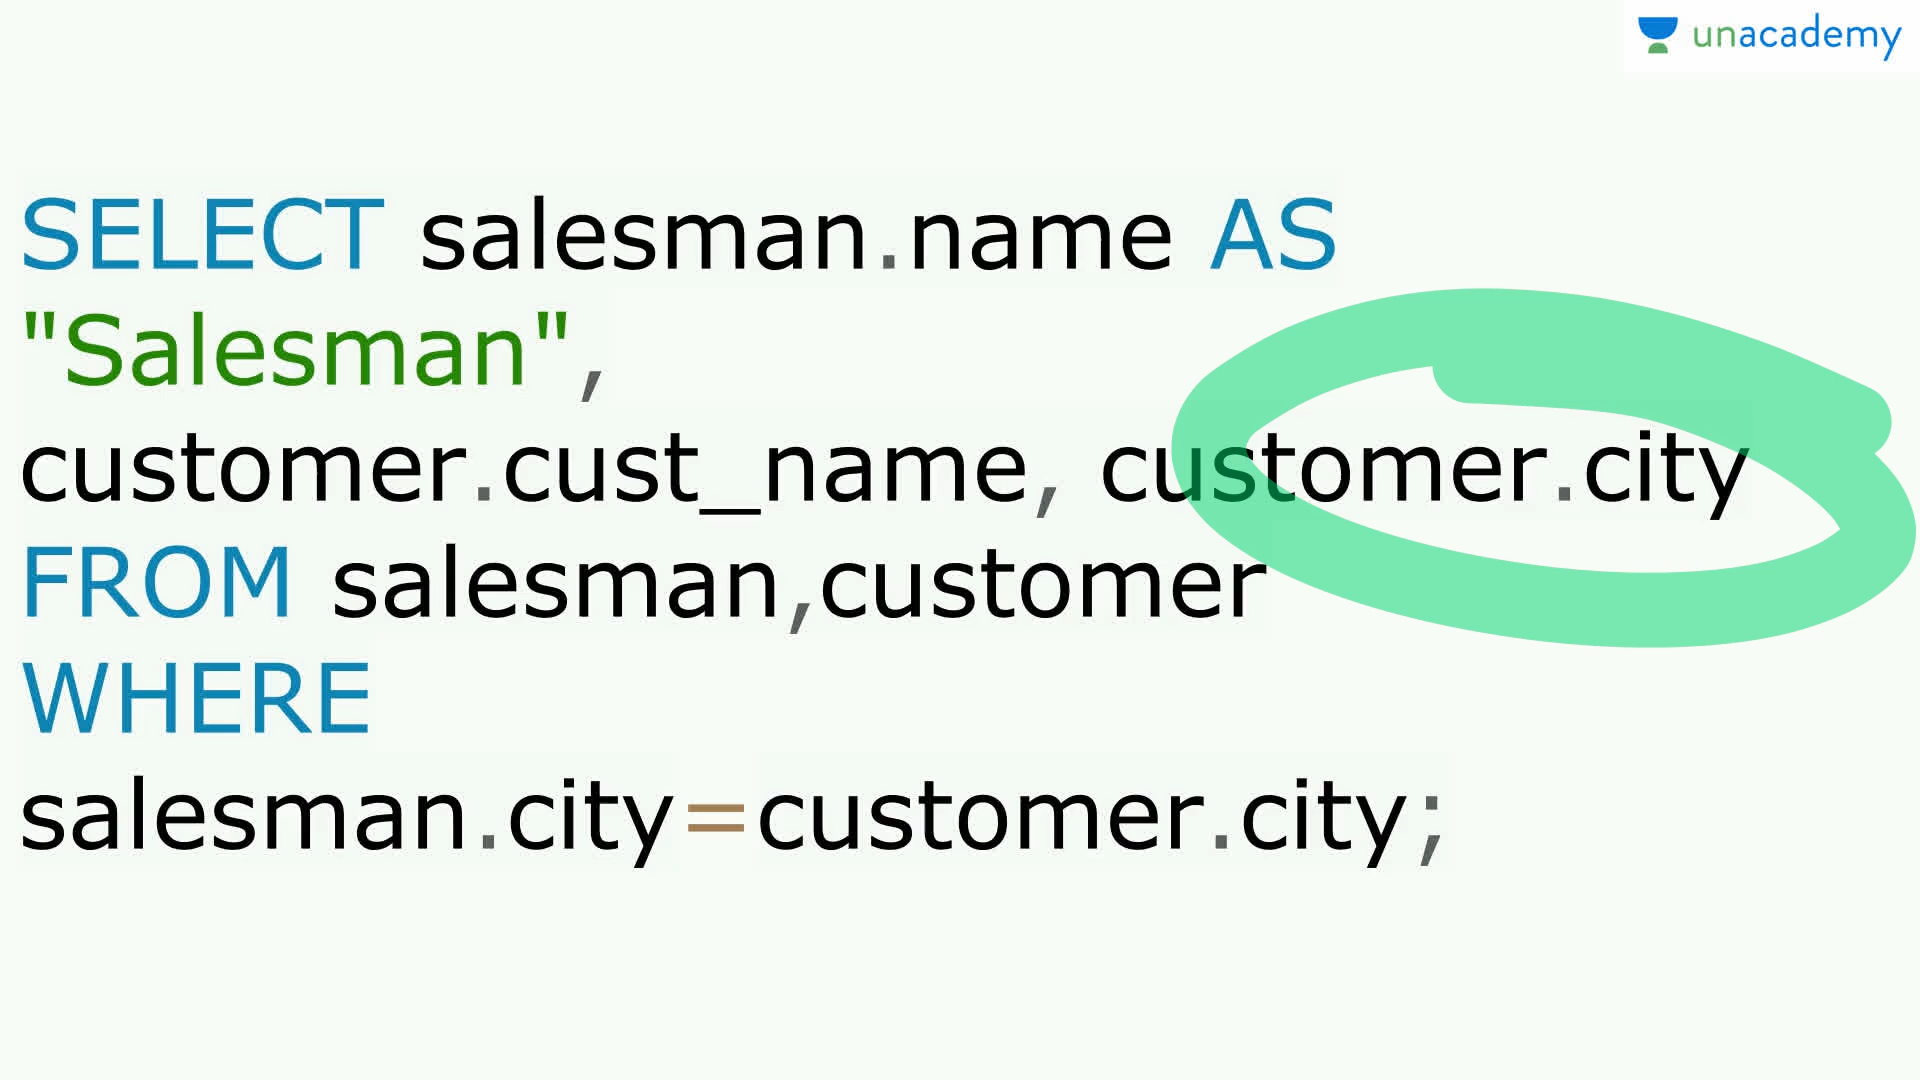 unacademy
SELECT salesman.name AS
"Salesman",
customer.cust_name, customer.city
FROM salesman,customer
WHERE
salesman.city=customer.city;